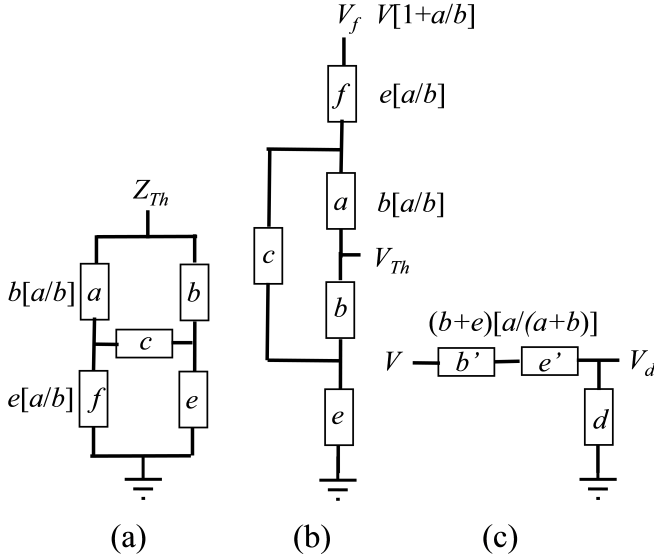 V_f V[1+a/b]
f e[a/b]
Z_Th
a b[a/b]
b[a/b] a b
c V_Th
c
b
(b+e)[a/(a+b)]
V b’ e’ V_d
e[a/b] f e
e d
(a) (b) (c)